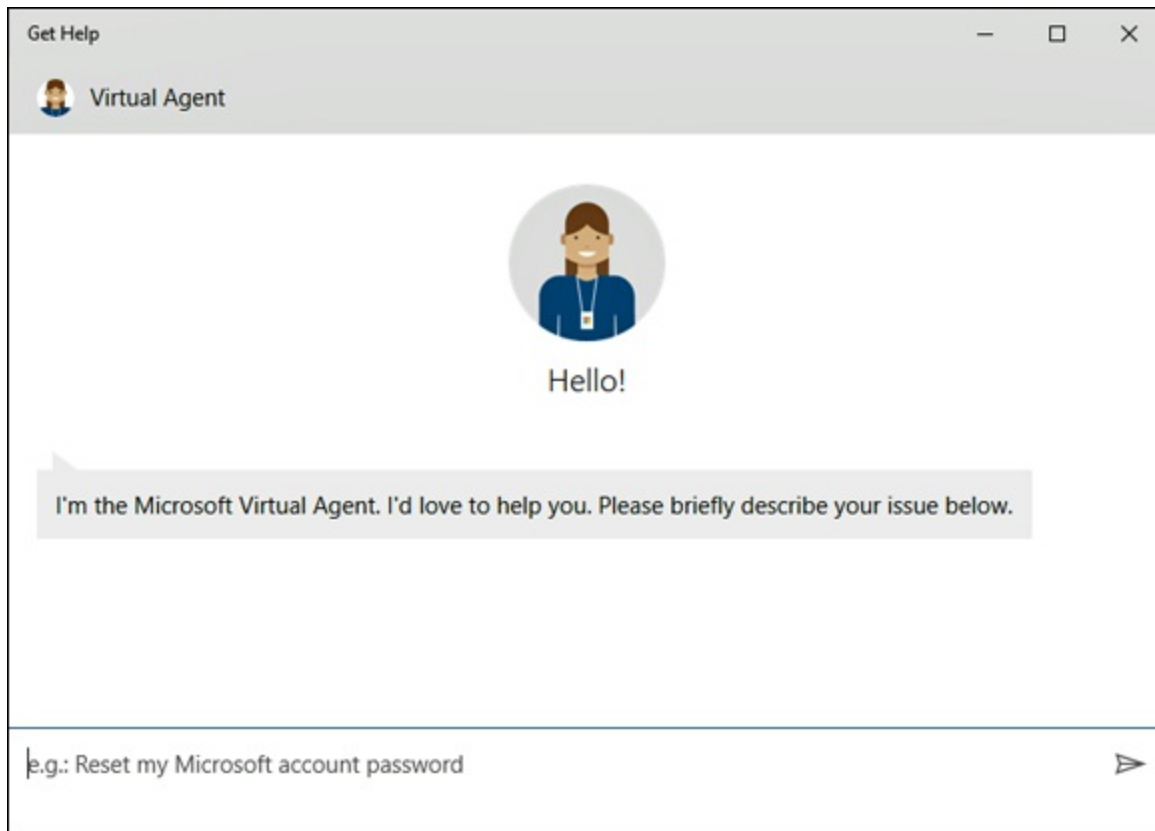 Get Help
Virtual Agent
Hello!
I'm the Microsoft Virtual Agent. I'd love to help you. Please briefly describe your issue below.
e.g.: Reset my Microsoft account password